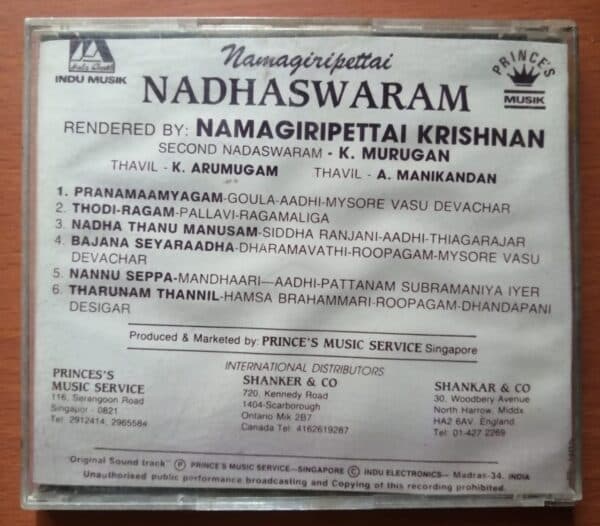 INDU MUSIK
Namagiripettai
PRINCE'S
MUSIK
NADHASWARAM
RENDERED BY: NAMAGIRIPETTAI KRISHNAN
SECOND NADASWARAM - K. MURUGAN
THAVIL - K. ARUMUGAM THAVIL - A. MANIKANDAN
1. PRANAMAAMYAGAM-GOULA-AADHI-MYSORE VASU DEVACHAR
2. THODI-RAGAM-PALLAVI-RAGAMALIGA
3. NADHA THANU MANUSAM-SIDDHA RANJANI-AADHI-THIAGARAJAR
4. BAJANA SEYARAADHA-DHARAMAVATHI-ROOPAGAM-MYSORE VASU
DEVACHAR
5. NANNU SEPPA-MANDHAARI—AADHI-PATTANAM SUBRAMANIYA IYER
6. THARUNAM THANNIL-HAMSA BRAHAMMARI-ROOPAGAM-DHANDAPANI
DESIGAR
Produced & Marketed by: PRINCE'S MUSIC SERVICE Singapore
INTERNATIONAL DISTRIBUTORS
PRINCES'S
MUSIC SERVICE
116, Serangoon Road
Singapor - 0821
Tel: 2912414, 2965584
SHANKER & CO
720, Kennedy Road
1404-Scarborough
Ontario Mik 2B7
Canada Tel: 4162619287
SHANKAR & CO
30, Woodbery Avenue
North Harrow, Middx
HA2 6AV. England.
Tel: 01-427 2269
"Original Sound track" Ⓟ PRINCE'S MUSIC SERVICE—SINGAPORE Ⓒ INDU ELECTRONICS— Madras-34. INDIA
Unauthorised public performance broadcasting and Copying of this recording prohibited.